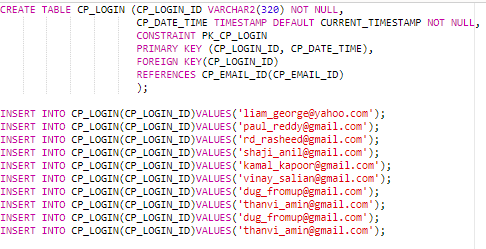 CREATE TABLE CP_LOGIN (CP_LOGIN_ID VARCHAR2(320) NOT NULL,
CP_DATE_TIME TIMESTAMP DEFAULT CURRENT_TIMESTAMP NOT NULL,
CONSTRAINT PK_CP_LOGIN
PRIMARY KEY (CP_LOGIN_ID, CP_DATE_TIME),
FOREIGN KEY(CP_LOGIN_ID)
REFERENCES CP_EMAIL_ID(CP_EMAIL_ID)
);
INSERT INTO CP_LOGIN(CP_LOGIN_ID)VALUES('liam_george@yahoo.com');
INSERT INTO CP_LOGIN(CP_LOGIN_ID)VALUES('paul_reddy@gmail.com');
INSERT INTO CP_LOGIN(CP_LOGIN_ID)VALUES('rd_rasheed@gmail.com');
INSERT INTO CP_LOGIN(CP_LOGIN_ID)VALUES('shaji_anil@gmail.com');
INSERT INTO CP_LOGIN(CP_LOGIN_ID)VALUES('kamal_kapoor@gmail.com');
INSERT INTO CP_LOGIN(CP_LOGIN_ID)VALUES('vinay_salian@gmail.com');
INSERT INTO CP_LOGIN(CP_LOGIN_ID)VALUES('dug_fromup@gmail.com');
INSERT INTO CP_LOGIN(CP_LOGIN_ID)VALUES('thanvi_amin@gmail.com');
INSERT INTO CP_LOGIN(CP_LOGIN_ID)VALUES('dug_fromup@gmail.com');
INSERT INTO CP_LOGIN(CP_LOGIN_ID)VALUES('thanvi_amin@gmail.com');